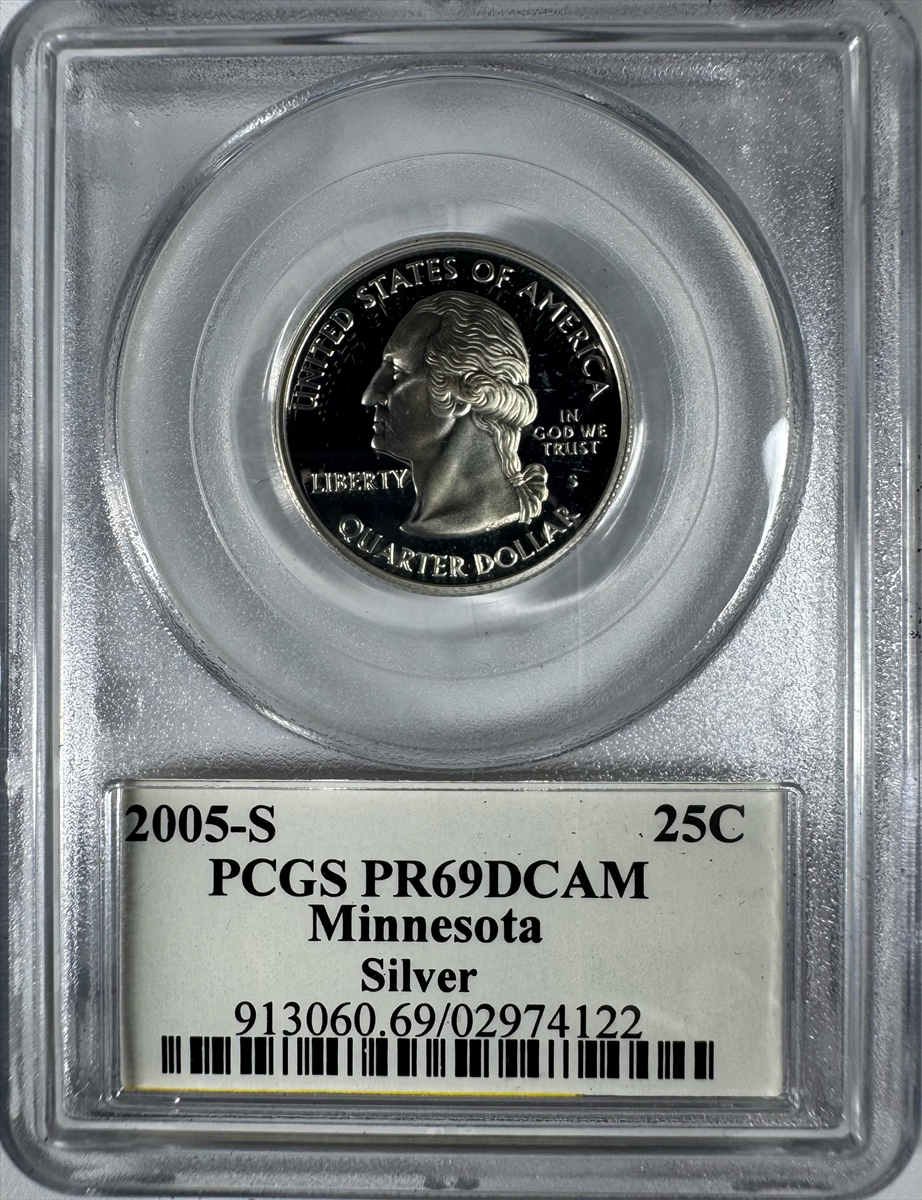 UNITED STATES OF AMERICA
IN
GOD WE
TRUST
LIBERTY
S
QUARTER DOLLAR
2005-S 25C
PCGS PR69DCAM
Minnesota
Silver
913060.69/02974122